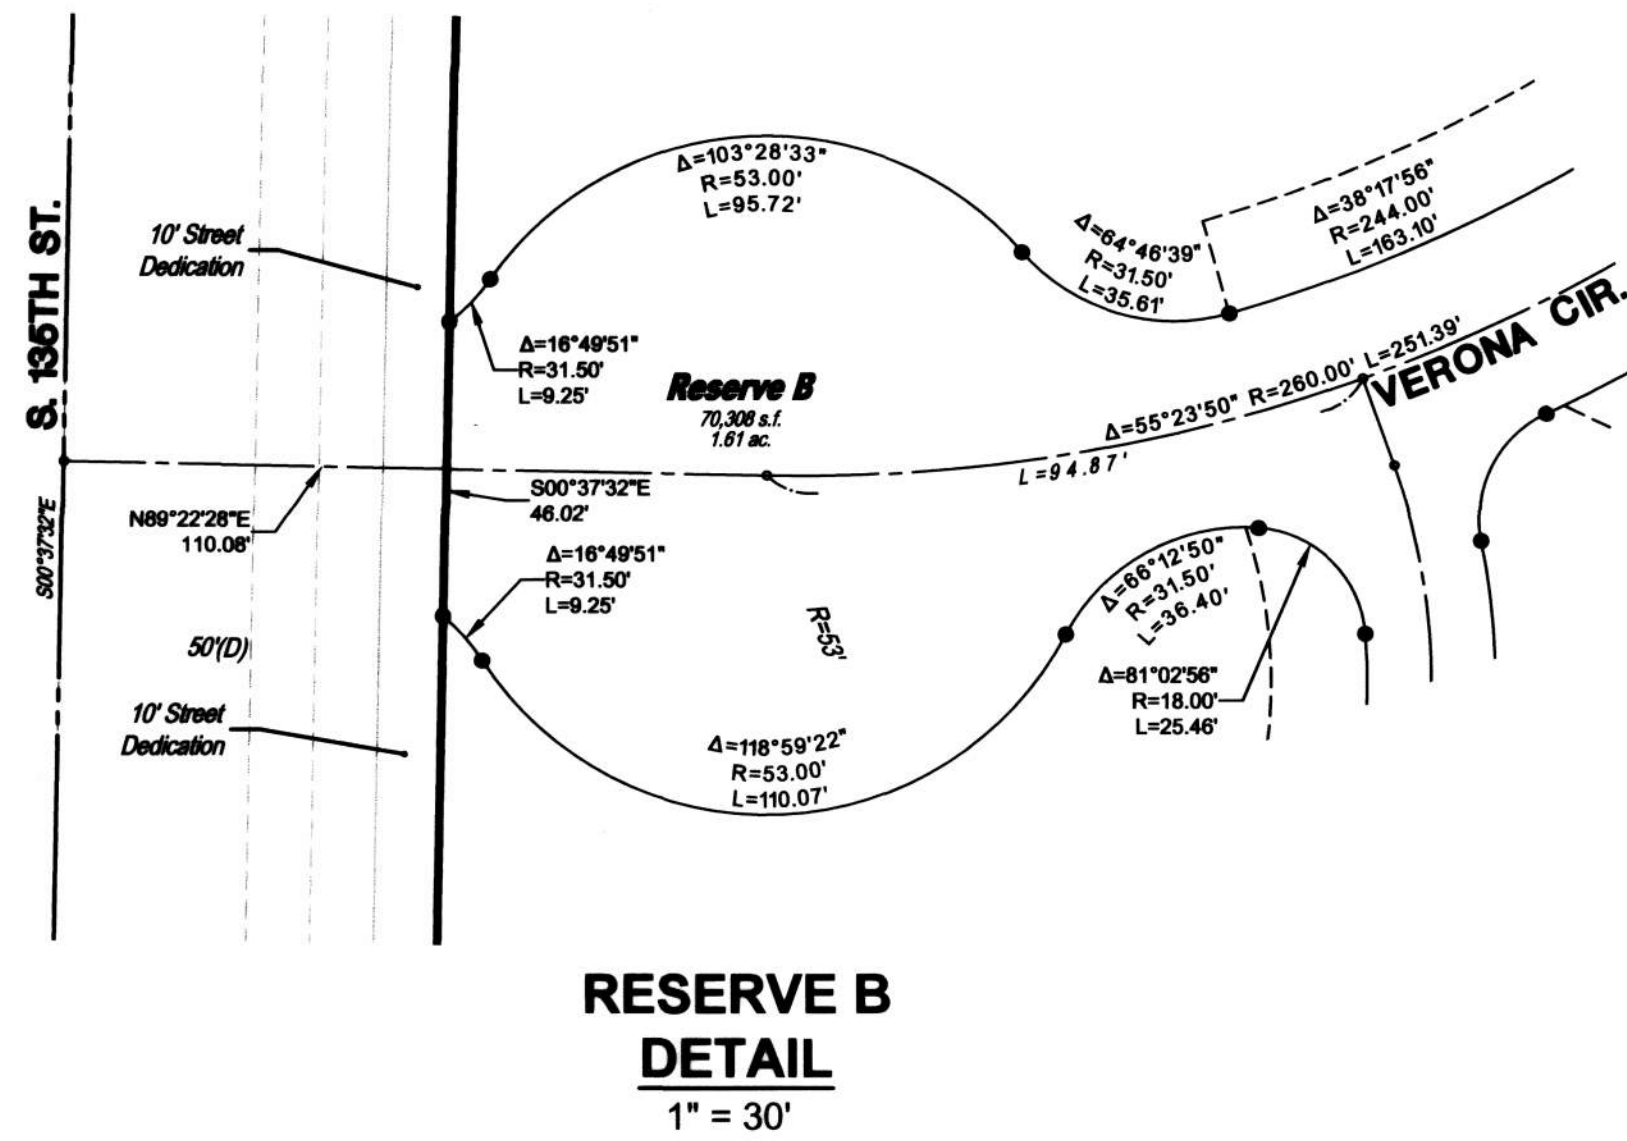 Δ=103°28'33"
R=53.00'
L=95.72'
Δ=64°46'39"
R=31.50'
L=35.61'
Δ=38°17'56"
R=244.00'
L=163.10'
S. 135TH ST.
10' Street
Dedication
Δ=16°49'51"
R=31.50'
L=9.25'
Reserve B
70,308 s.f.
1.61 ac.
Δ=55°23'50" R=260.00' L=251.39'
VERONA CIR.
L=94.87'
S00°37'32"E
N89°22'28"E
110.08'
S00°37'32"E
46.02'
Δ=16°49'51"
R=31.50'
L=9.25'
R=53'
50'(D)
Δ=66°12'50"
R=31.50'
L=36.40'
Δ=81°02'56"
R=18.00'
L=25.46'
10' Street
Dedication
Δ=118°59'22"
R=53.00'
L=110.07'
RESERVE B
DETAIL
1" = 30'